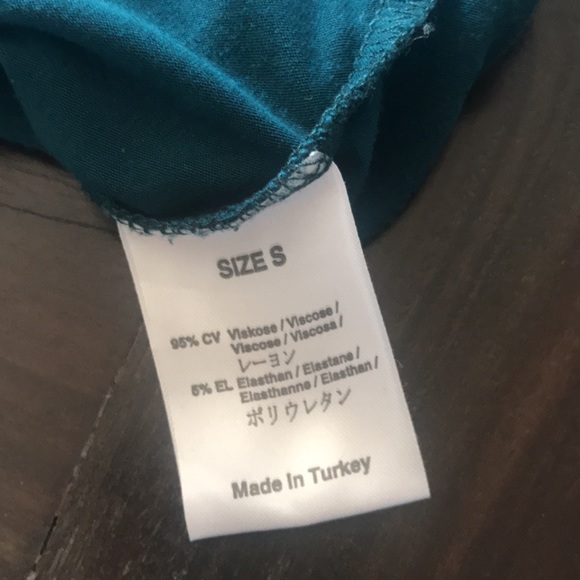 SIZE S
95% CV Viskose / Viscose /
Viscose / Viscosa /
レーヨン
5% EL Elasthan / Elastane /
Elasthanne / Elasthan /
ポリウレタン
Made In Turkey